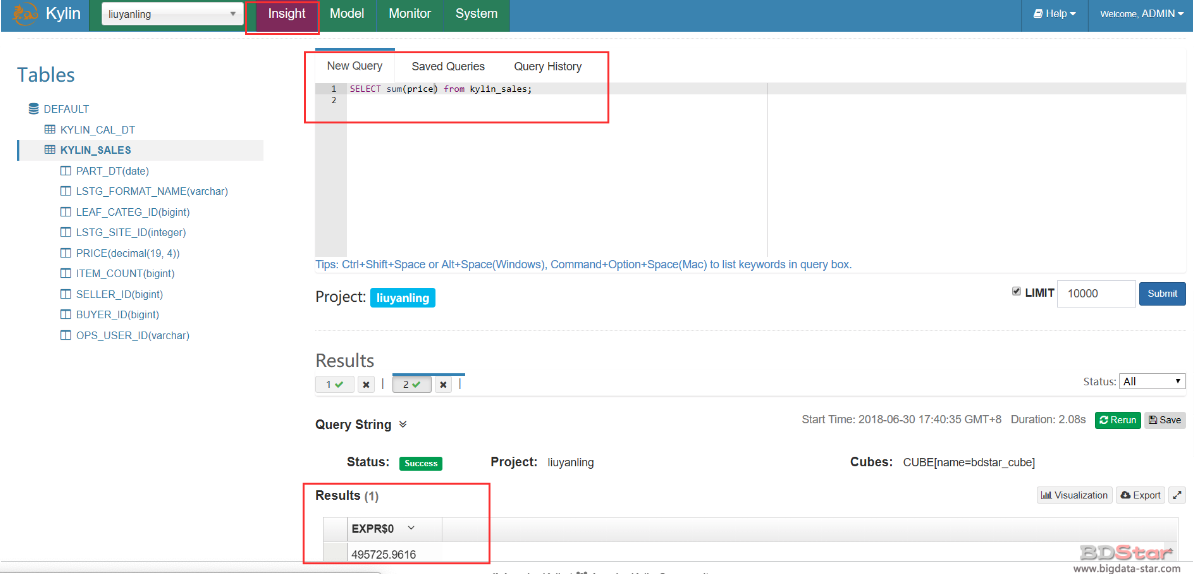 Kylin liuyanling Insight Model Monitor System Help Welcome, ADMIN
Tables
DEFAULT
KYLIN_CAL_DT
KYLIN_SALES
PART_DT(date)
LSTG_FORMAT_NAME(varchar)
LEAF_CATEG_ID(bigint)
LSTG_SITE_ID(integer)
PRICE(decimal(19, 4))
ITEM_COUNT(bigint)
SELLER_ID(bigint)
BUYER_ID(bigint)
OPS_USER_ID(varchar)
New Query Saved Queries Query History
1 SELECT sum(price) from kylin_sales;
2
Tips: Ctrl+Shift+Space or Alt+Space(Windows), Command+Option+Space(Mac) to list keywords in query box.
Project: liuyanling LIMIT 10000 Submit
Results
1 2
Status: All
Query String Start Time: 2018-06-30 17:40:35 GMT+8 Duration: 2.08s Rerun Save
Status: Success Project: liuyanling Cubes: CUBE[name=bdstar_cube]
Results (1) Visualization Export
EXPR$0
495725.9616
BDStar
www.bigdata-star.com